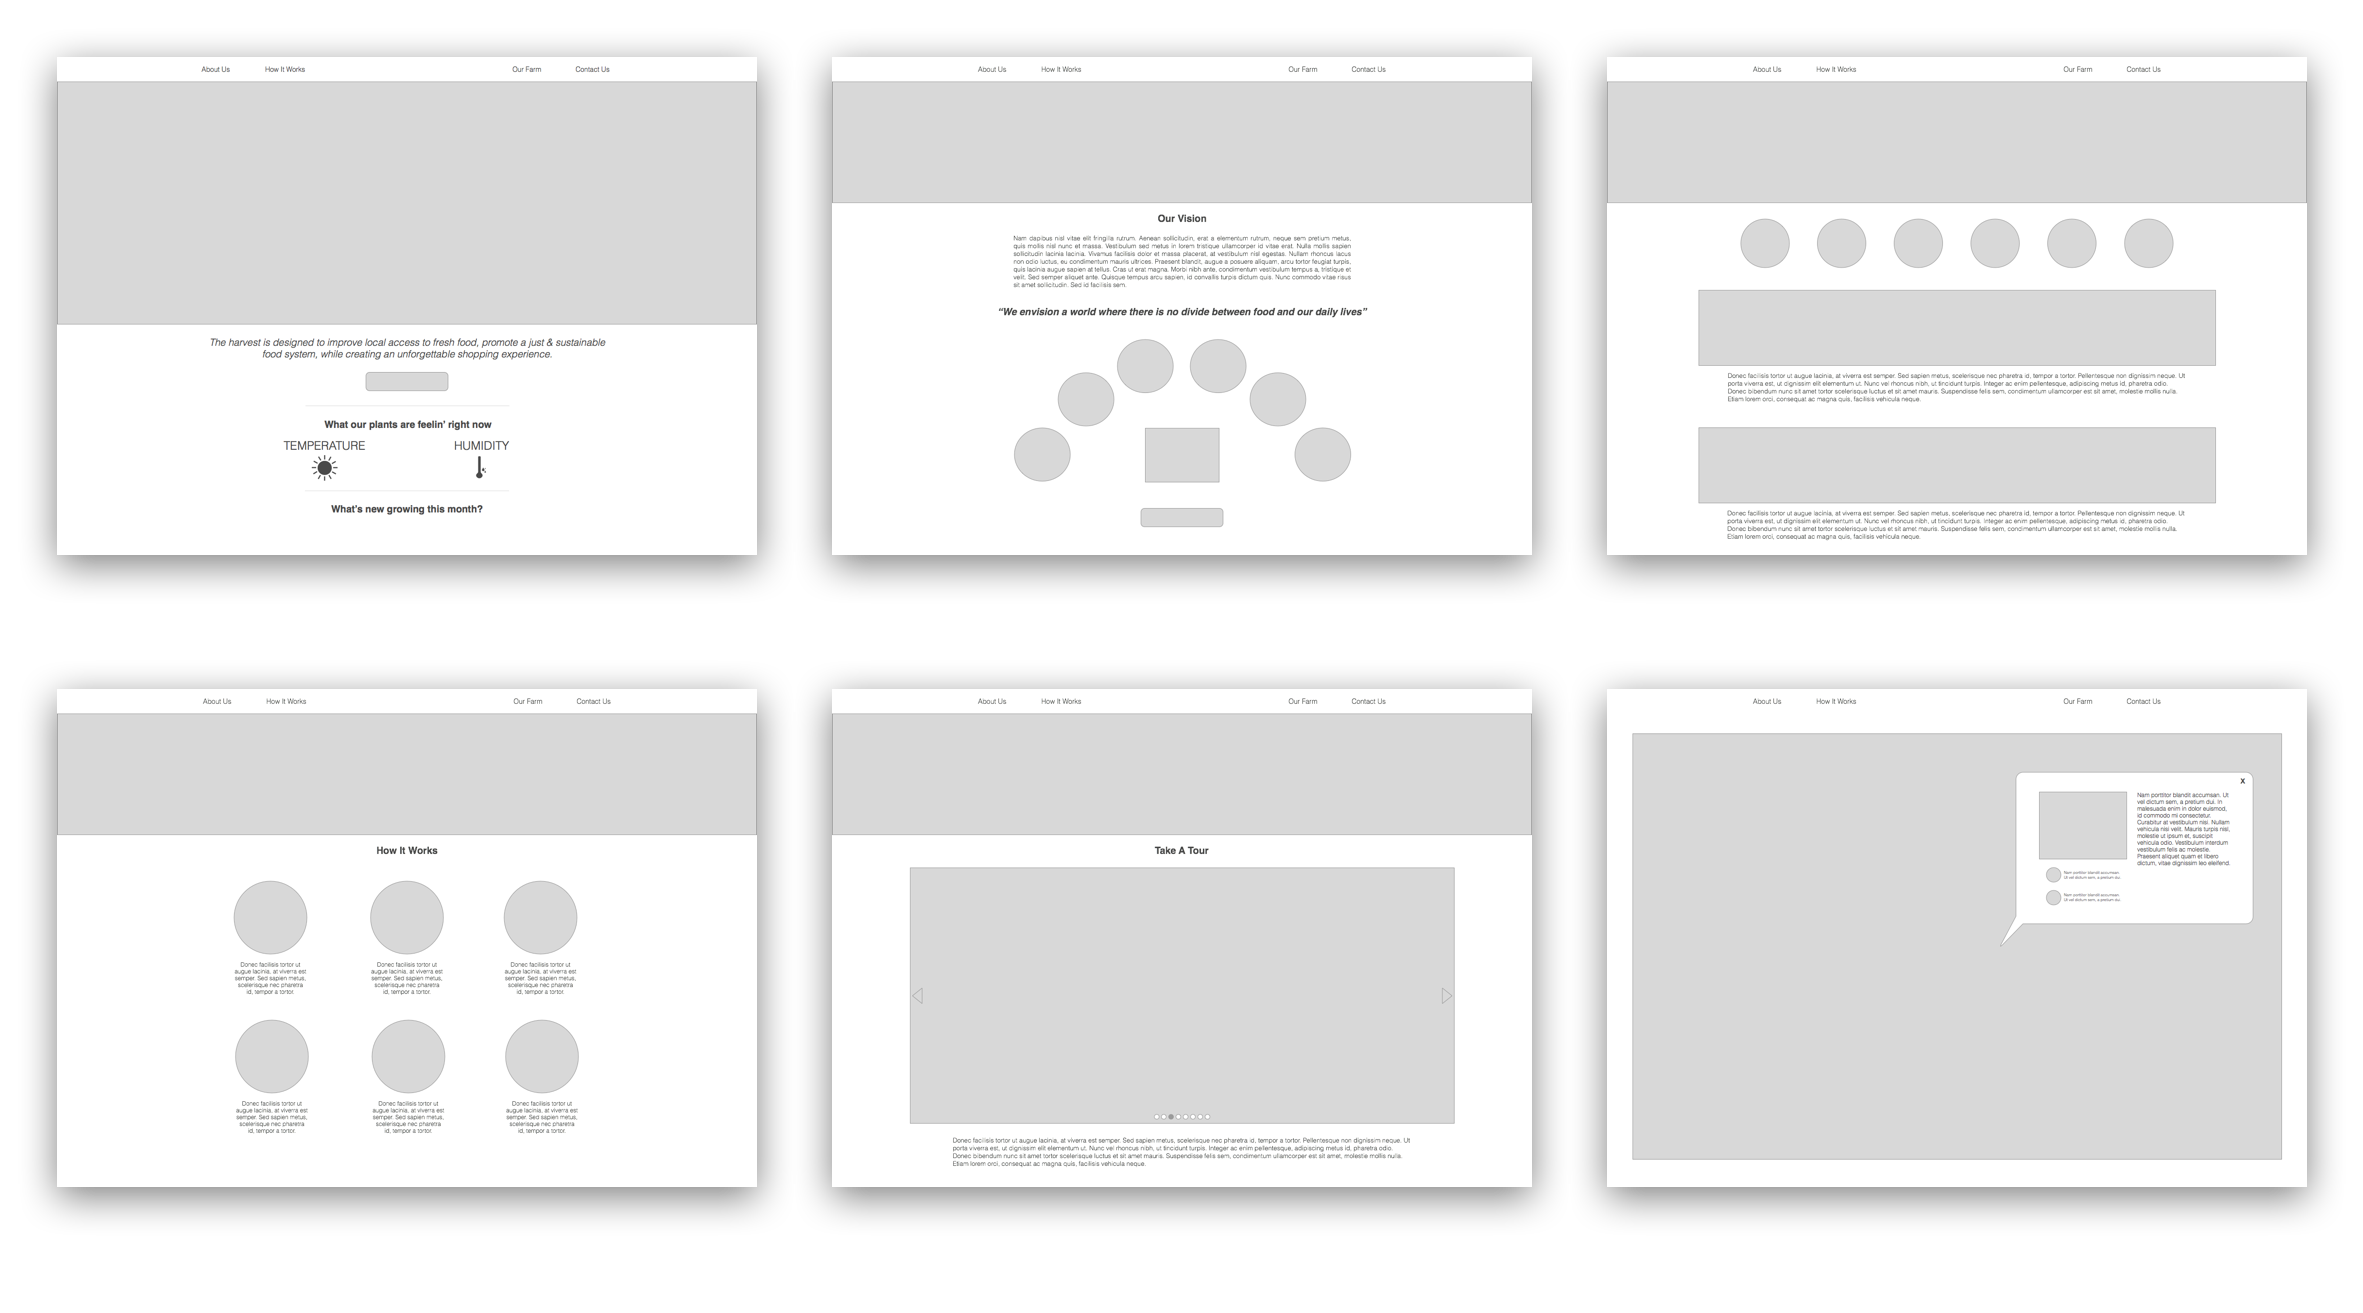 About Us How It Works Our Farm Contact Us
The harvest is designed to improve local access to fresh food, promote a just & sustainable
food system, while creating an unforgettable shopping experience.
What our plants are feelin' right now
TEMPERATURE HUMIDITY
What's new growing this month?
About Us How It Works Our Farm Contact Us
Our Vision
Nam dapibus nisl vitae elit fringilla rutrum. Aenean sollicitudin, erat a elementum rutrum, neque sem pretium metus,
quis mollis nisl nunc et massa. Vestibulum sed metus in lorem tristique ullamcorper id vitae erat. Nulla mollis sapien
sollicitudin lacinia lacinia. Vivamus facilisis dolor et massa placerat, at vestibulum nisl egestas. Nullam rhoncus lacus
non odio luctus, eu condimentum mauris ultrices. Praesent blandit, augue a posuere aliquam, arcu tortor feugiat turpis,
quis lacinia augue sapien at tellus. Cras ut erat magna. Morbi nibh ante, condimentum vestibulum tempus a, tristique et
velit. Sed semper aliquet ante. Quisque tempus arcu sapien, id convallis turpis dictum quis. Nunc commodo vitae risus
sit amet sollicitudin. Sed id facilisis sem.
“We envision a world where there is no divide between food and our daily lives”
About Us How It Works Our Farm Contact Us
Donec facilisis tortor ut augue lacinia, at viverra est semper. Sed sapien metus, scelerisque nec pharetra id, tempor a tortor. Pellentesque non dignissim neque. Ut
porta viverra est, ut dignissim elit elementum ut. Nunc vel rhoncus nibh, ut tincidunt turpis. Integer ac enim pellentesque, adipiscing metus id, pharetra odio.
Donec bibendum nunc sit amet tortor scelerisque luctus et sit amet mauris. Suspendisse felis sem, condimentum ullamcorper est sit amet, molestie mollis nulla.
Etiam lorem orci, consequat ac magna quis, facilisis vehicula neque.
Donec facilisis tortor ut augue lacinia, at viverra est semper. Sed sapien metus, scelerisque nec pharetra id, tempor a tortor. Pellentesque non dignissim neque. Ut
porta viverra est, ut dignissim elit elementum ut. Nunc vel rhoncus nibh, ut tincidunt turpis. Integer ac enim pellentesque, adipiscing metus id, pharetra odio.
Donec bibendum nunc sit amet tortor scelerisque luctus et sit amet mauris. Suspendisse felis sem, condimentum ullamcorper est sit amet, molestie mollis nulla.
Etiam lorem orci, consequat ac magna quis, facilisis vehicula neque.
About Us How It Works Our Farm Contact Us
How It Works
Donec facilisis tortor ut
augue lacinia, at viverra est
semper. Sed sapien metus,
scelerisque nec pharetra
id, tempor a tortor.
Donec facilisis tortor ut
augue lacinia, at viverra est
semper. Sed sapien metus,
scelerisque nec pharetra
id, tempor a tortor.
Donec facilisis tortor ut
augue lacinia, at viverra est
semper. Sed sapien metus,
scelerisque nec pharetra
id, tempor a tortor.
Donec facilisis tortor ut
augue lacinia, at viverra est
semper. Sed sapien metus,
scelerisque nec pharetra
id, tempor a tortor.
Donec facilisis tortor ut
augue lacinia, at viverra est
semper. Sed sapien metus,
scelerisque nec pharetra
id, tempor a tortor.
Donec facilisis tortor ut
augue lacinia, at viverra est
semper. Sed sapien metus,
scelerisque nec pharetra
id, tempor a tortor.
About Us How It Works Our Farm Contact Us
Take A Tour
Donec facilisis tortor ut augue lacinia, at viverra est semper. Sed sapien metus, scelerisque nec pharetra id, tempor a tortor. Pellentesque non dignissim neque. Ut
porta viverra est, ut dignissim elit elementum ut. Nunc vel rhoncus nibh, ut tincidunt turpis. Integer ac enim pellentesque, adipiscing metus id, pharetra odio.
Donec bibendum nunc sit amet tortor scelerisque luctus et sit amet mauris. Suspendisse felis sem, condimentum ullamcorper est sit amet, molestie mollis nulla.
Etiam lorem orci, consequat ac magna quis, facilisis vehicula neque.
About Us How It Works Our Farm Contact Us
X
Nam porttitor blandit accumsan. Ut
vel dictum sem, a pretium dui. In
malesuada enim in dolor euismod,
id commodo mi consectetur.
Curabitur at vestibulum nisi. Nullam
vehicula nisi velit. Mauris turpis nisl,
molestie ut ipsum et, suscipit
vehicula odio. Vestibulum interdum
vestibulum felis ac molestie.
Praesent aliquet quam et libero
dictum, vitae dignissim leo eleifend.
Nam porttitor blandit accumsan.
Ut vel dictum sem, a pretium dui.
Nam porttitor blandit accumsan.
Ut vel dictum sem, a pretium dui.